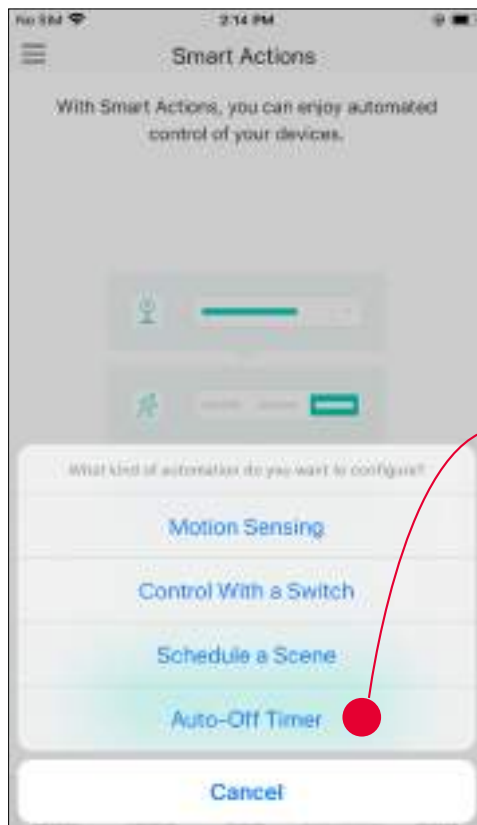 No SIM 2:14 PM
Smart Actions
With Smart Actions, you can enjoy automated
control of your devices.
What kind of automation do you want to configure?
Motion Sensing
Control With a Switch
Schedule a Scene
Auto-Off Timer
Cancel